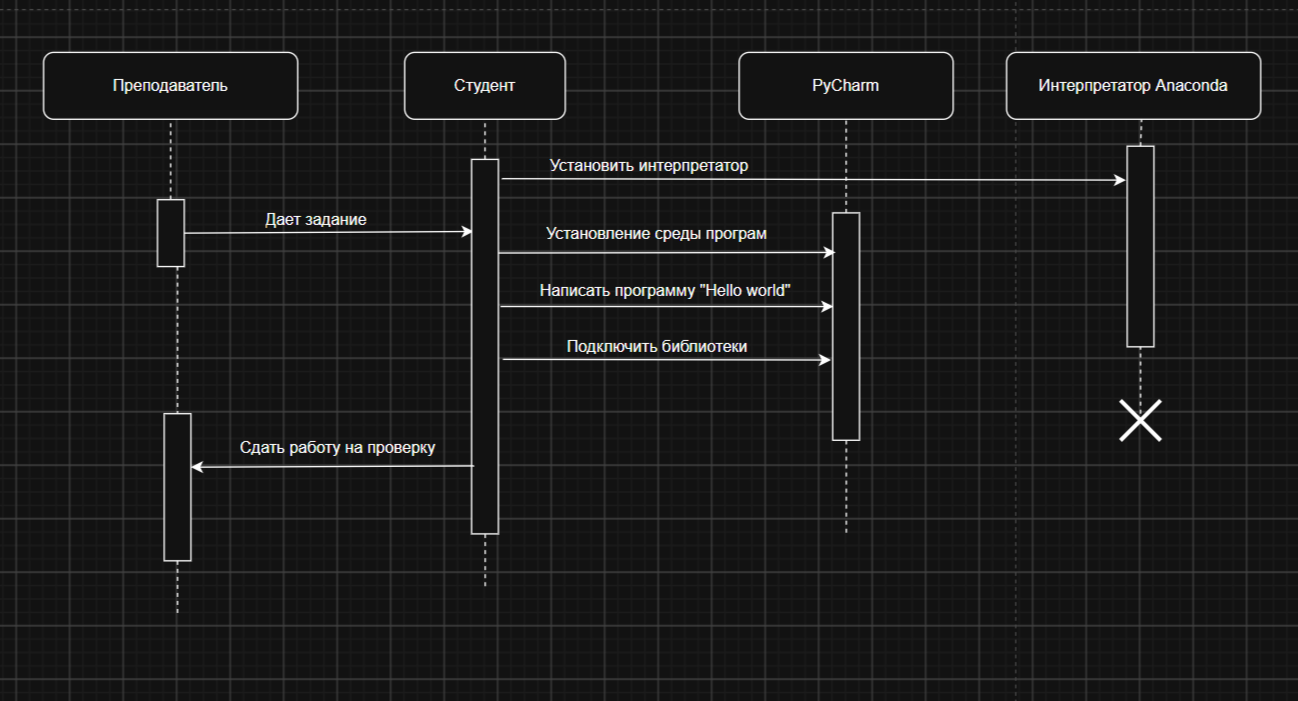 Преподаватель
Студент
PyCharm
Интерпретатор Anaconda
Установить интерпретатор
Дает задание
Установление среды програм
Написать программу "Hello world"
Подключить библиотеки
Сдать работу на проверку